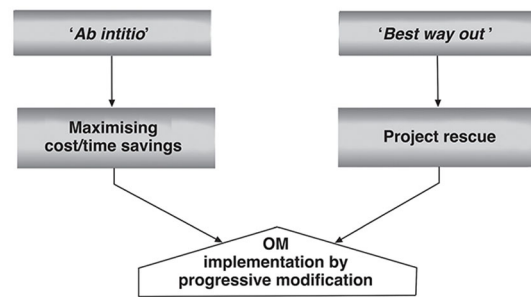 'Ab intitio'
'Best way out'
Maximising
cost/time savings
Project rescue
OM
implementation by
progressive modification